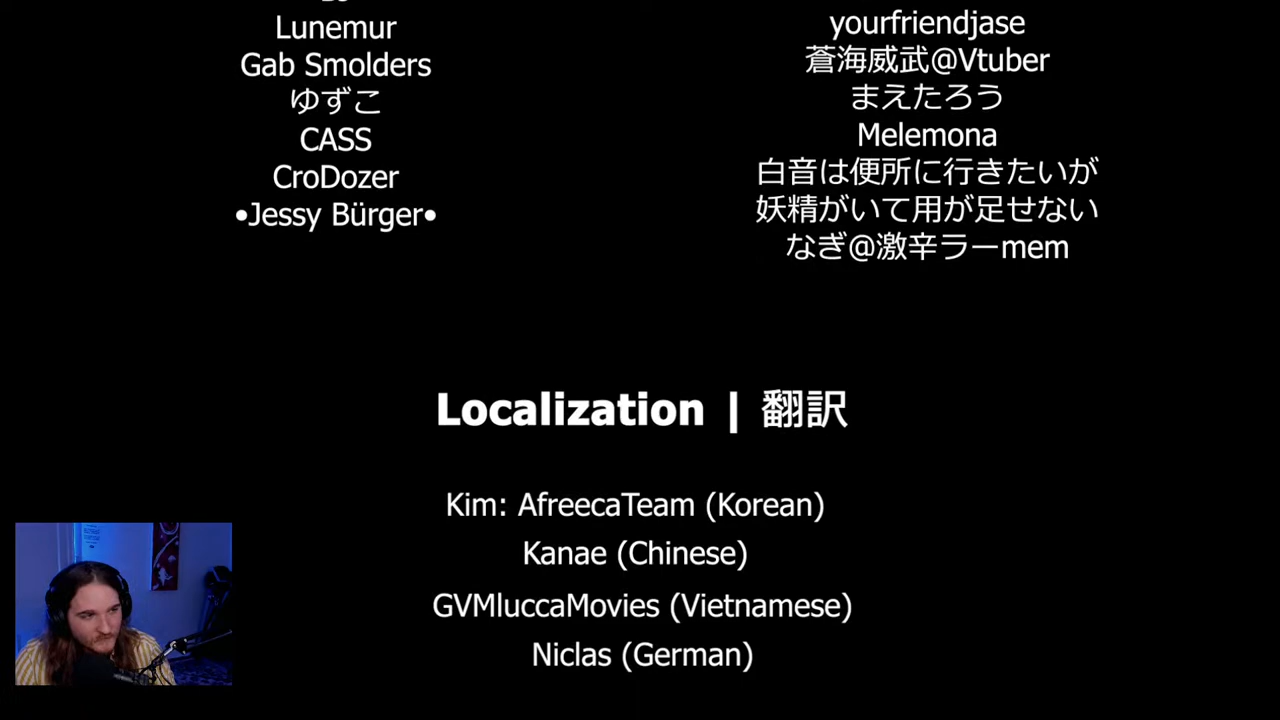 Lunemur
Gab Smolders
ゆずこ
CASS
CroDozer
•Jessy Bürger•
yourfriendjase
蒼海威武@Vtuber
まえたろう
Melemona
白音は便所に行きたいが
妖精がいて用が足せない
なぎ@激辛ラーmem
Localization | 翻訳
Kim: AfreecaTeam (Korean)
Kanae (Chinese)
GVMluccaMovies (Vietnamese)
Niclas (German)